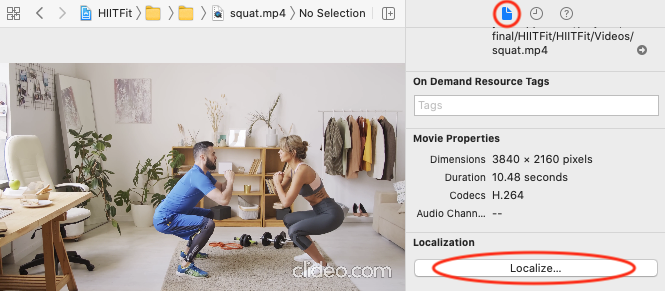 HIITFit
squat.mp4
No Selection
final/HIITFit/HIITFit/Videos/
squat.mp4
On Demand Resource Tags
Tags
Movie Properties
Dimensions 3840 × 2160 pixels
Duration 10.48 seconds
Codecs H.264
Audio Chann... --
Localization
Localize...
clideo.com